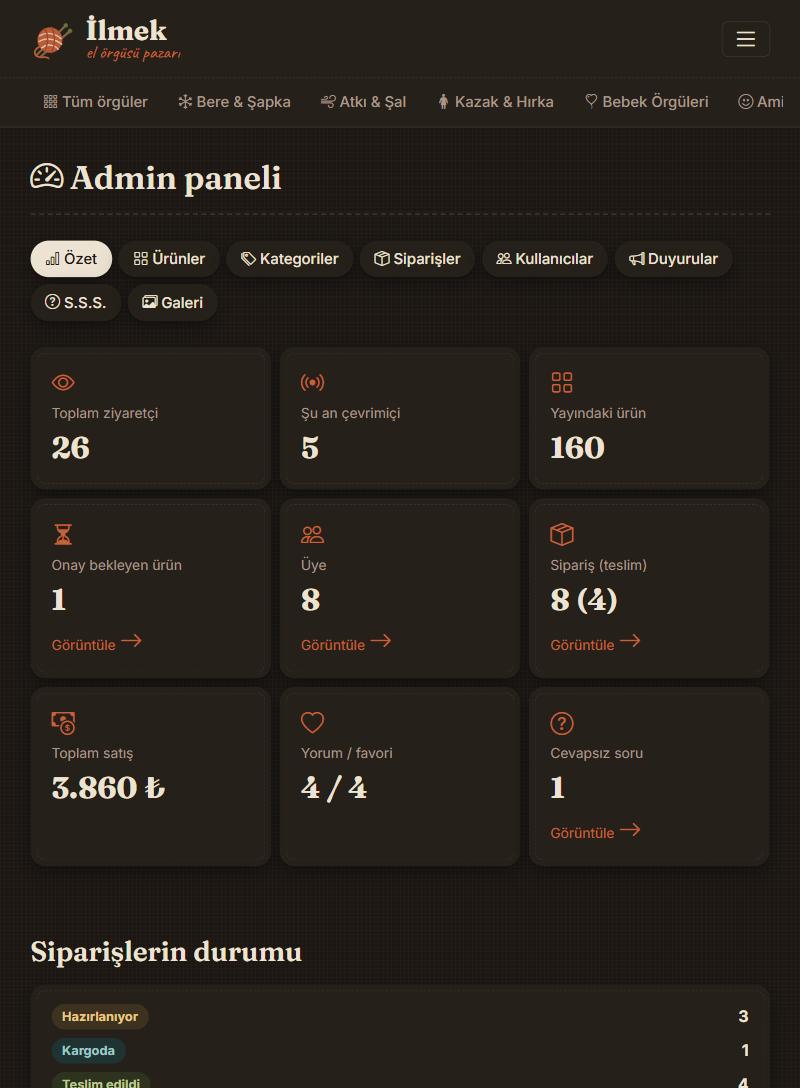 İlmek
el örgüsü pazarı
Tüm örgüler Bere & Şapka Atkı & Şal Kazak & Hırka Bebek Örgüleri Ami
Admin paneli
Özet Ürünler Kategoriler Siparişler Kullanıcılar Duyurular
S.S.S. Galeri
Toplam ziyaretçi
26
Şu an çevrimiçi
5
Yayındaki ürün
160
Onay bekleyen ürün
1
Görüntüle
Üye
8
Görüntüle
Sipariş (teslim)
8 (4)
Görüntüle
Toplam satış
3.860 ₺
Yorum / favori
4 / 4
Cevapsız soru
1
Görüntüle
Siparişlerin durumu
Hazırlanıyor 3
Kargoda 1
Teslim edildi 4